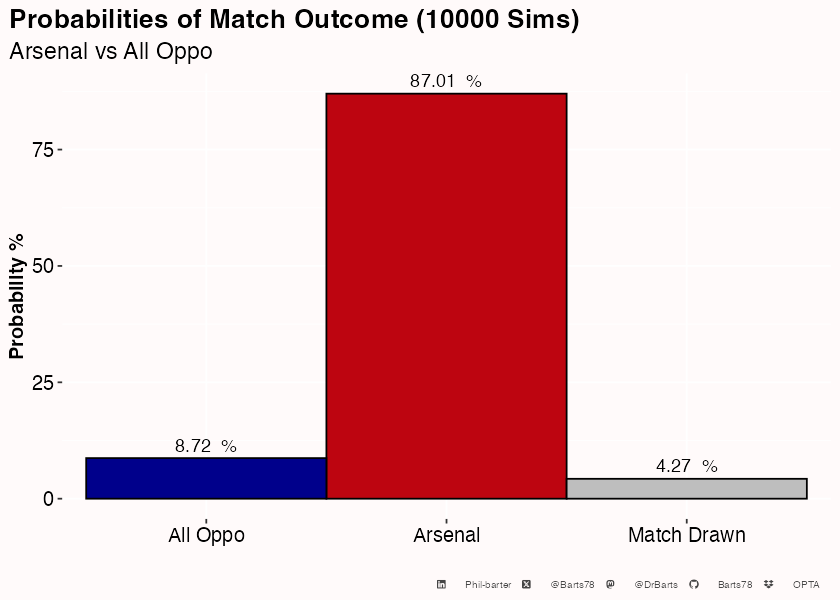 Probabilities of Match Outcome (10000 Sims)
Arsenal vs All Oppo
87.01 %
75
Probability %
50
25
8.72 %
4.27 %
0
All Oppo Arsenal Match Drawn
Phil-barter @Barts78 @DrBarts Barts78 OPTA